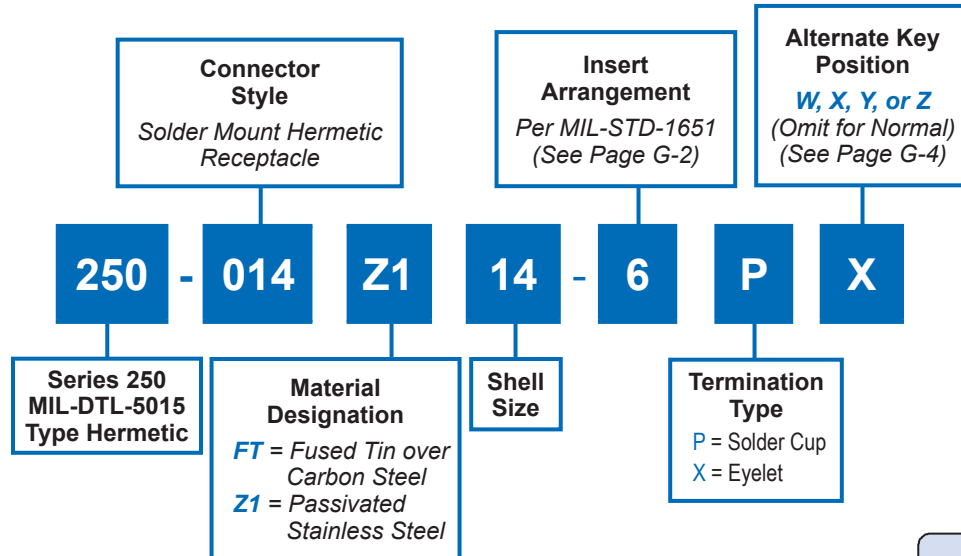 Connector
Style
Solder Mount Hermetic
Receptacle
Insert
Arrangement
Per MIL-STD-1651
(See Page G-2)
Alternate Key
Position
W, X, Y, or Z
(Omit for Normal)
(See Page G-4)
250 - 014 Z1 14 - 6 P X
Series 250
MIL-DTL-5015
Type Hermetic
Material
Designation
FT = Fused Tin over
Carbon Steel
Z1 = Passivated
Stainless Steel
Shell
Size
Termination
Type
P = Solder Cup
X = Eyelet